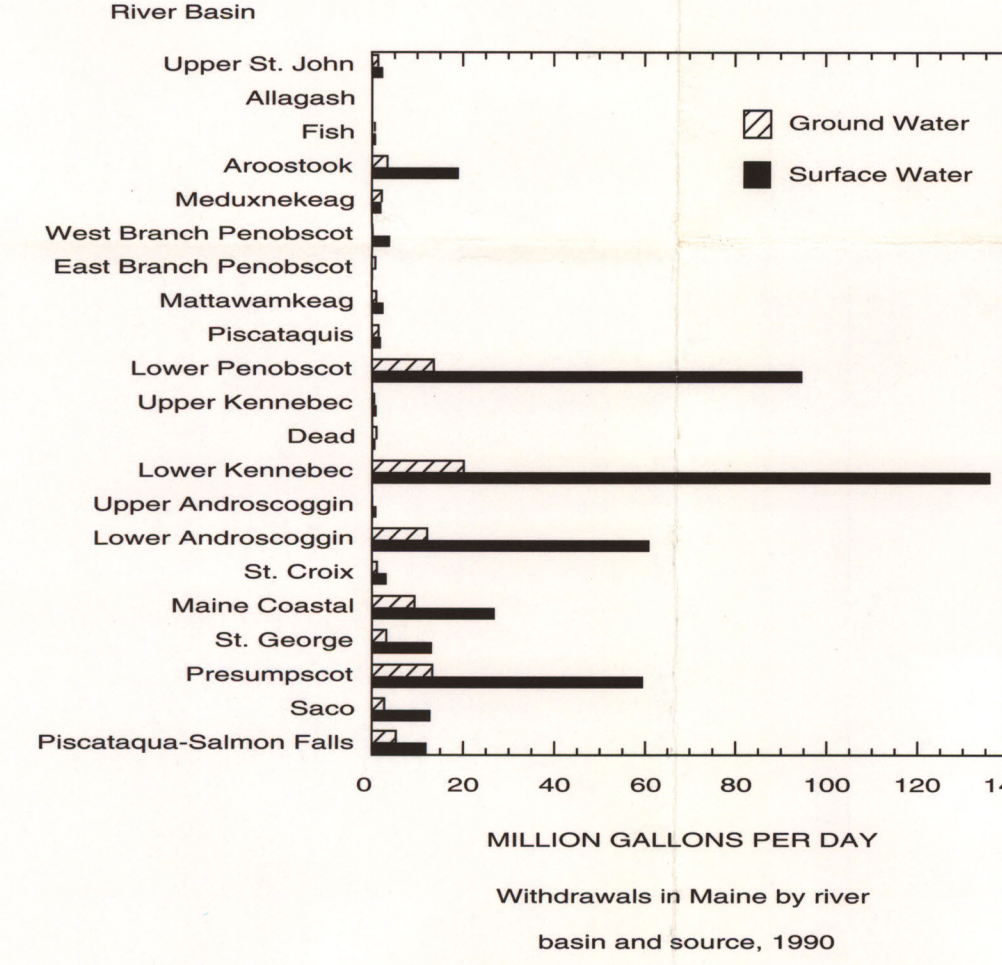 River Basin
Upper St. John
Allagash
Fish
Aroostook
Meduxnekeag
West Branch Penobscot
East Branch Penobscot
Mattawamkeag
Piscataquis
Lower Penobscot
Upper Kennebec
Dead
Lower Kennebec
Upper Androscoggin
Lower Androscoggin
St. Croix
Maine Coastal
St. George
Presumpscot
Saco
Piscataqua-Salmon Falls
Ground Water
Surface Water
0 20 40 60 80 100 120
MILLION GALLONS PER DAY
Withdrawals in Maine by river
basin and source, 1990